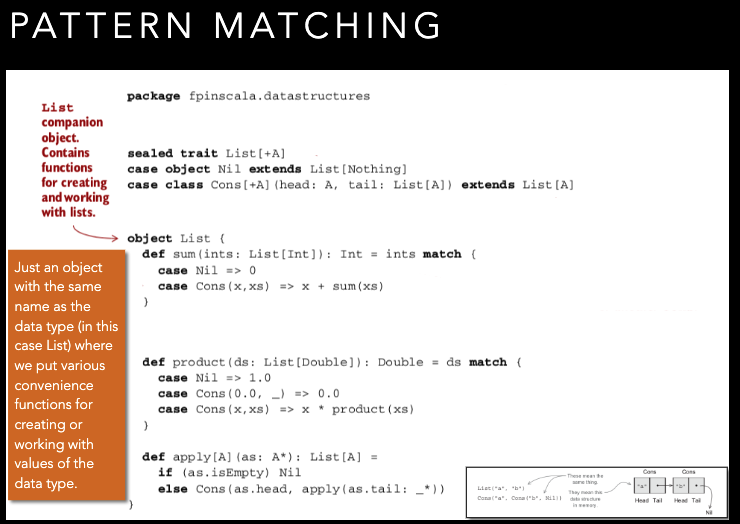 PATTERN MATCHING
List
companion
object.
Contains
functions
for creating
and working
with lists.
package fpinscala.datastructures
sealed trait List[+A]
case object Nil extends List[Nothing]
case class Cons[+A](head: A, tail: List[A]) extends List[A]
object List {
def sum(ints: List[Int]): Int = ints match {
case Nil => 0
case Cons(x,xs) => x + sum(xs)
}
def product(ds: List[Double]): Double = ds match {
case Nil => 1.0
case Cons(0.0, _) => 0.0
case Cons(x,xs) => x * product(xs)
}
def apply[A](as: A*): List[A] =
if (as.isEmpty) Nil
else Cons(as.head, apply(as.tail: _*))
}
Just an object
with the same
name as the
data type (in this
case List) where
we put various
convenience
functions for
creating or
working with
values of the
data type.
List("a", "b")
Cons("a", Cons("b", Nil))
These mean the
same thing.
They mean this
data structure
in memory.
Cons Cons
"a" "b"
Head Tail Head Tail
Nil